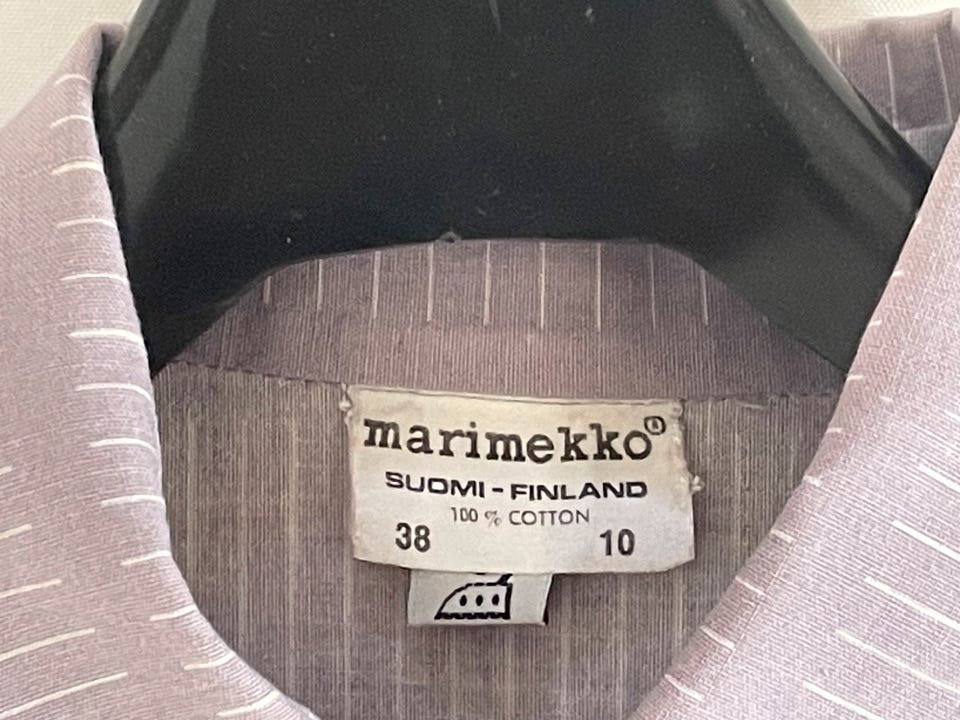 marimekko®
SUOMI - FINLAND
100 % COTTON
38 10